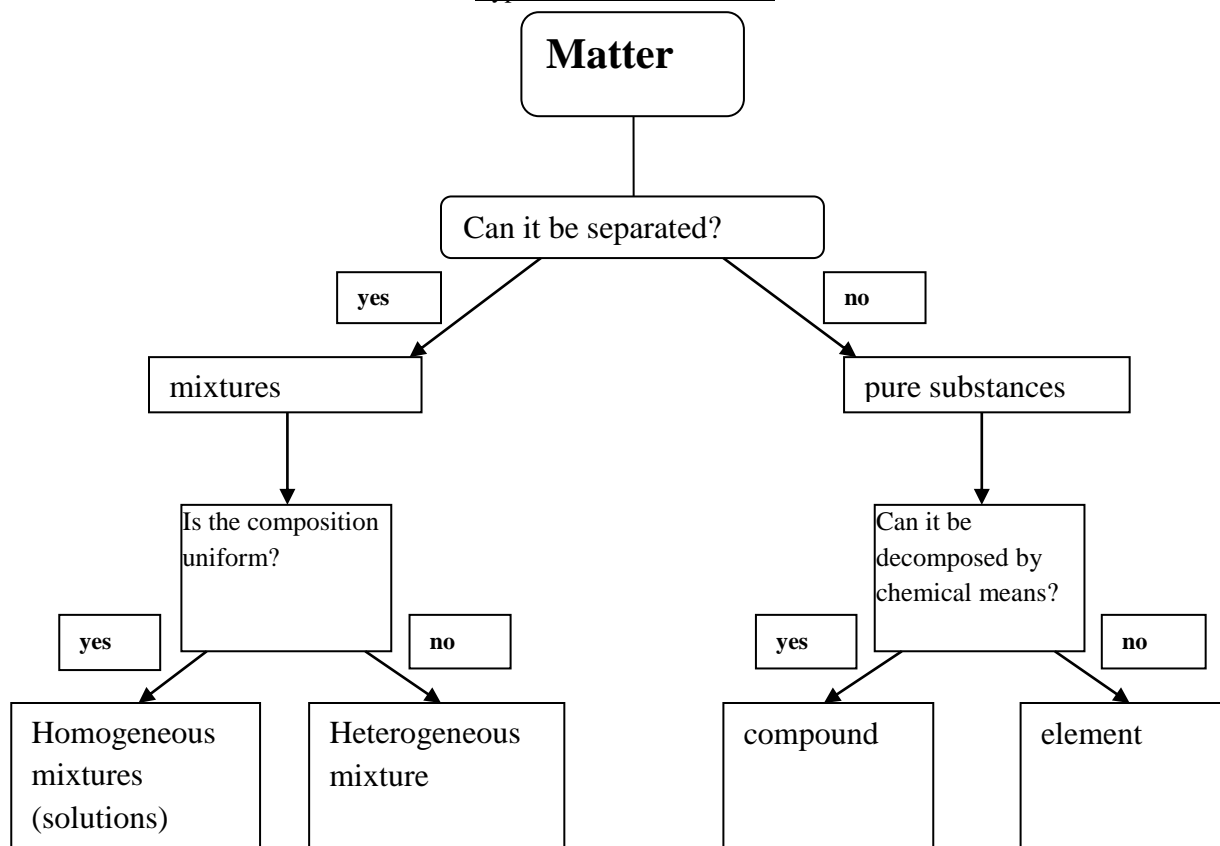 Matter
Can it be separated?
yes
no
mixtures
pure substances
Is the composition
uniform?
Can it be
decomposed by
chemical means?
yes
no
yes
no
Homogeneous
mixtures
(solutions)
Heterogeneous
mixture
compound
element